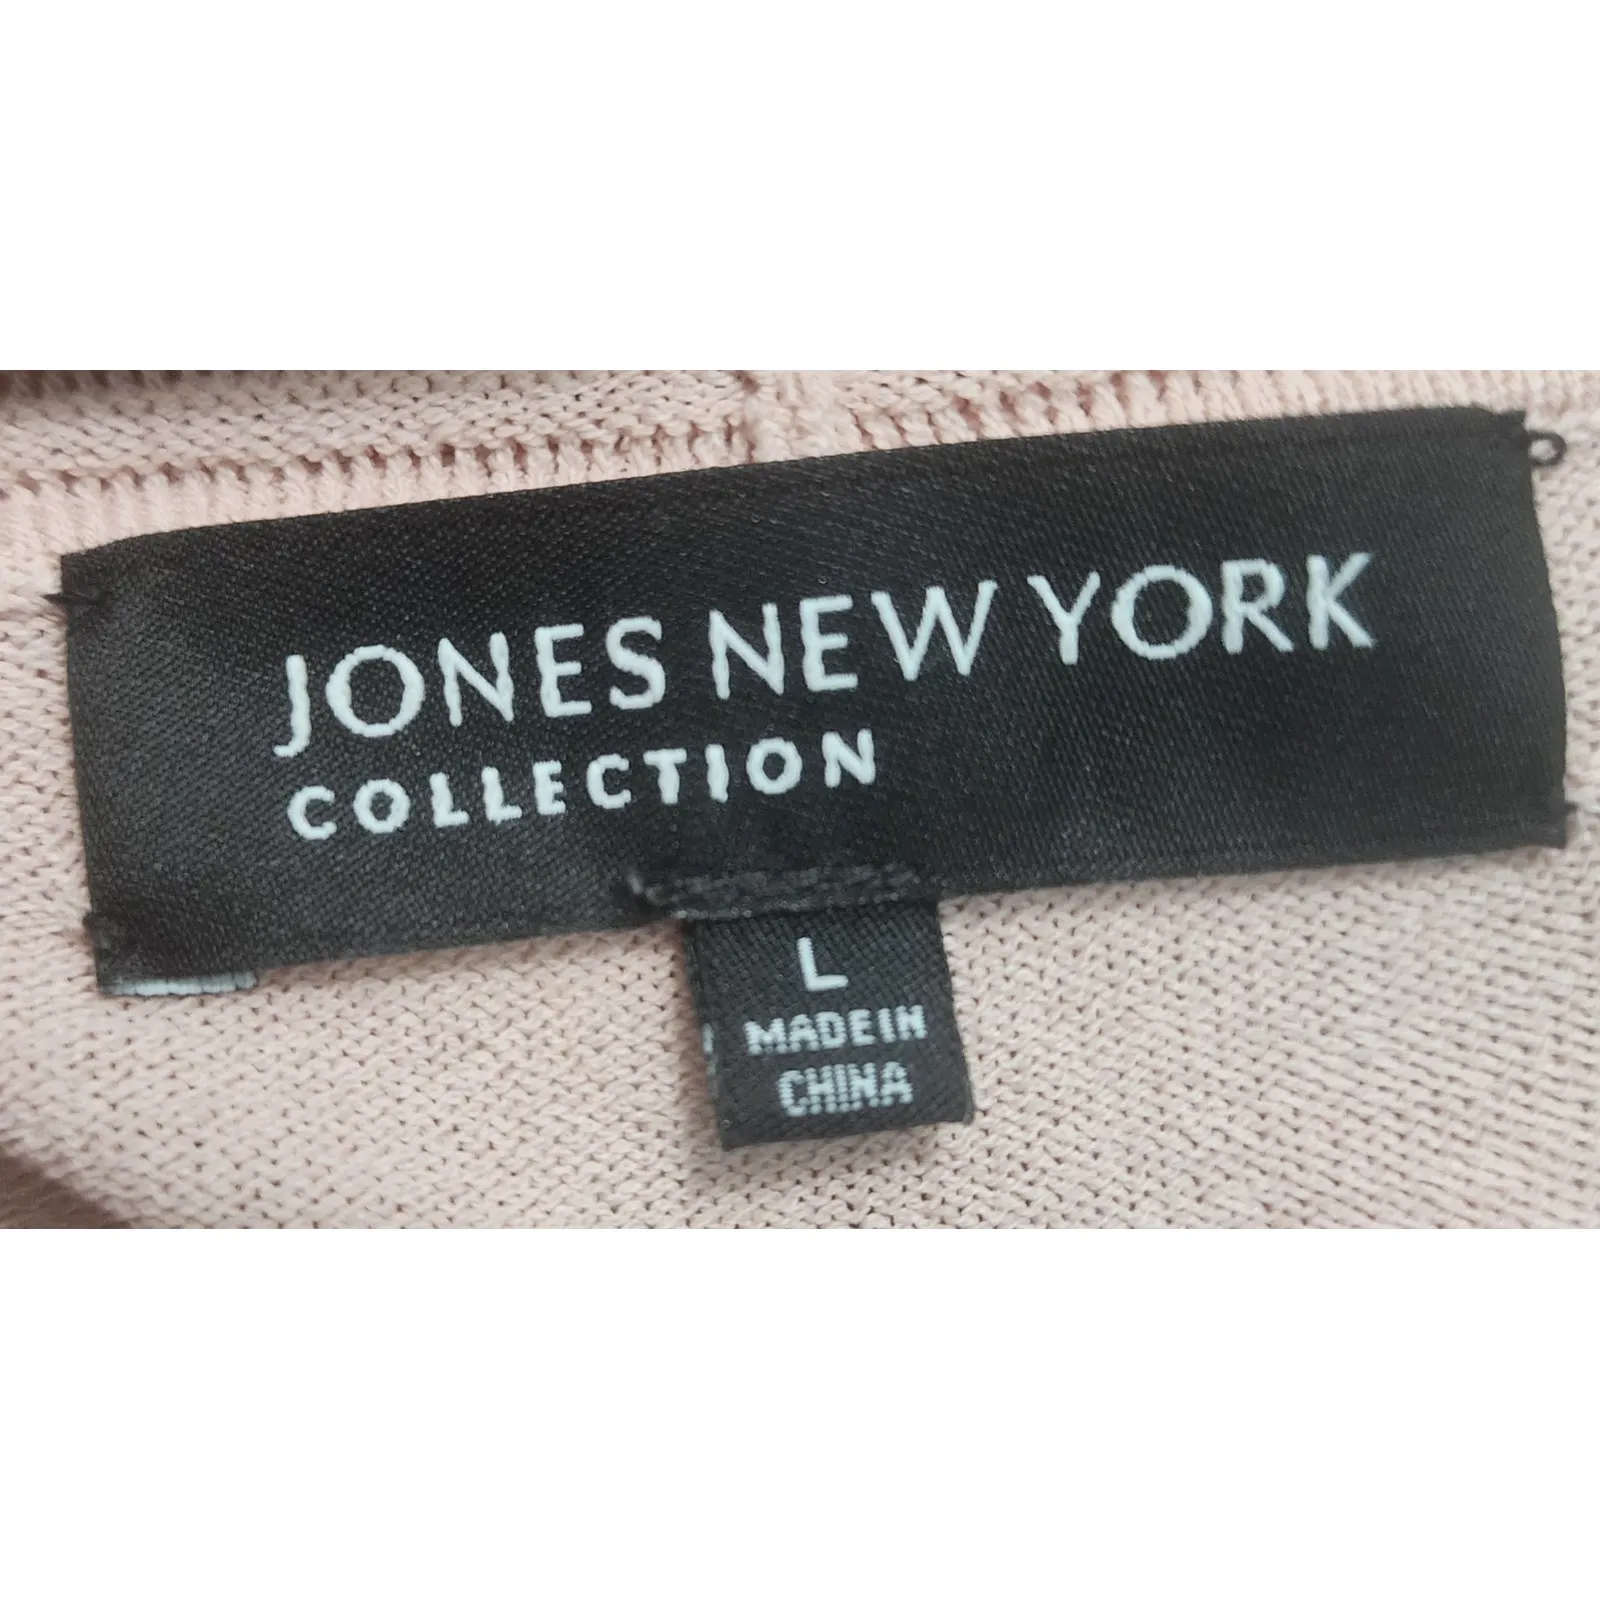 JONES NEW YORK
COLLECTION
L
MADE IN
CHINA